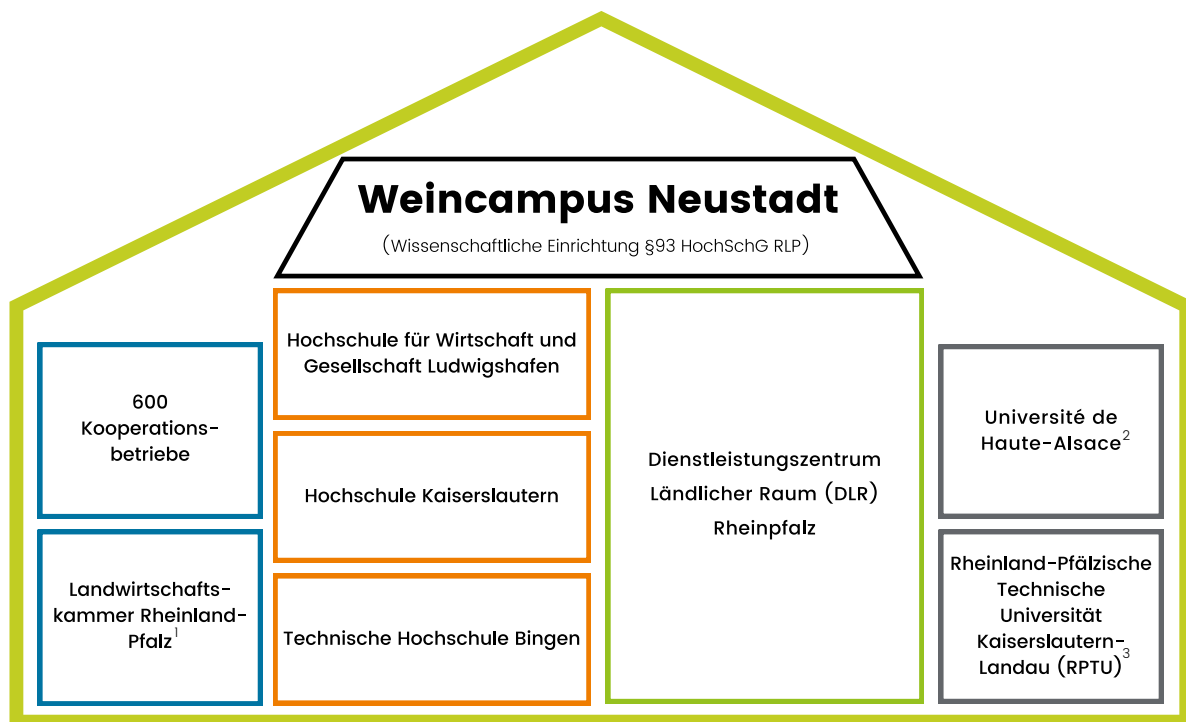 Weincampus Neustadt
(Wissenschaftliche Einrichtung §93 HochSchG RLP)
600
Kooperations-
betriebe
Landwirtschafts-
kammer Rheinland-
Pfalz¹
Hochschule für Wirtschaft und
Gesellschaft Ludwigshafen
Hochschule Kaiserslautern
Technische Hochschule Bingen
Dienstleistungszentrum
Ländlicher Raum (DLR)
Rheinpfalz
Université de
Haute-Alsace²
Rheinland-Pfälzische
Technische
Universität
Kaiserslautern-
Landau (RPTU)³